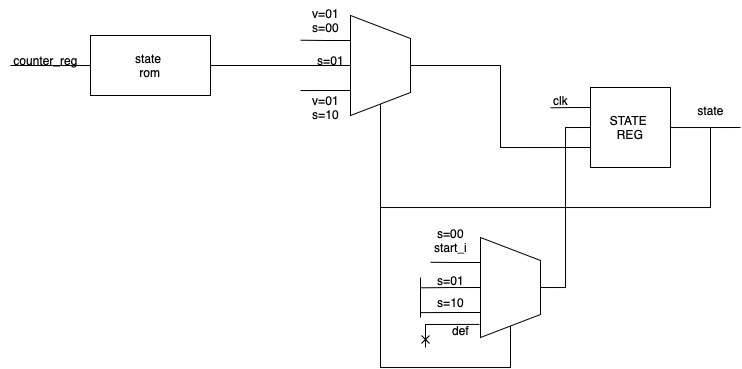 v=01
s=00
counter_reg
state
rom
s=01
v=01
s=10
clk
STATE
REG
state
s=00
start_i
s=01
s=10
def